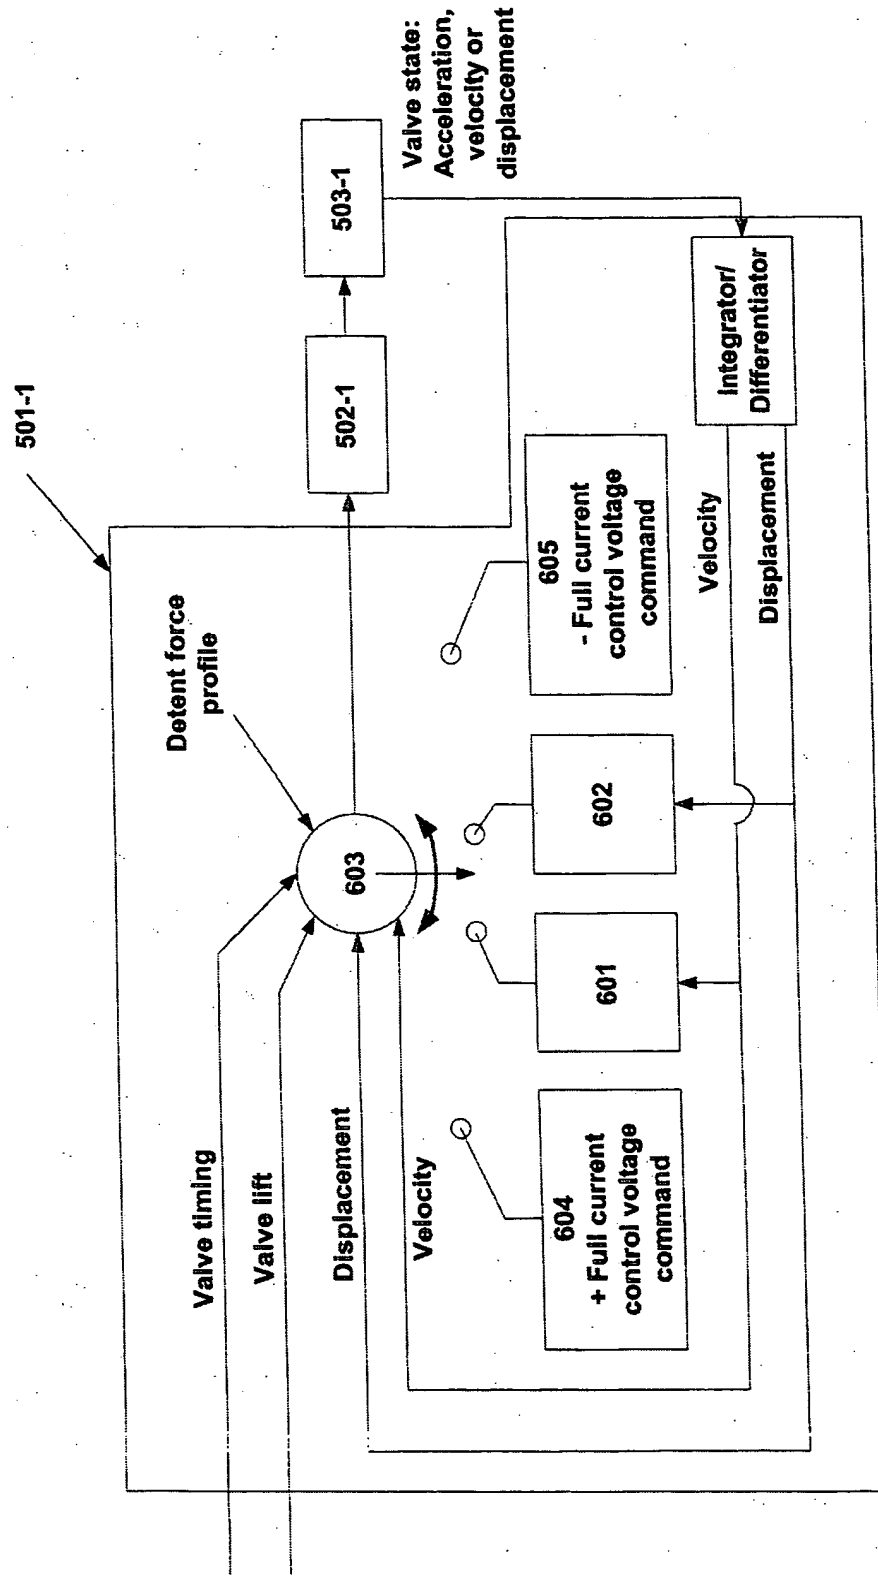 501-1
Valve timing
Valve lift
Displacement
Velocity
Detent force
profile
603
502-1
503-1
Valve state:
Acceleration,
velocity or
displacement
604
+ Full current
control voltage
command
601
602
605
- Full current
control voltage
command
Velocity
Displacement
Integrator/
Differentiator